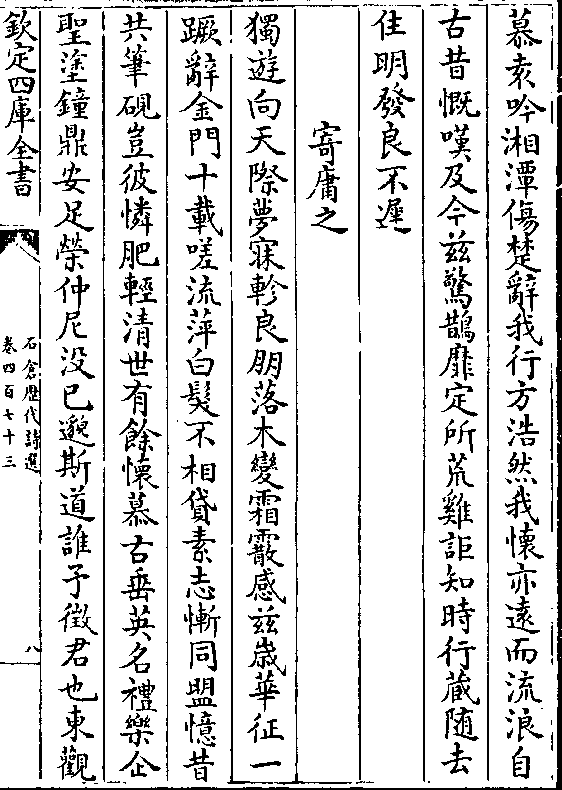 慕袁吟湘潭傷楚辭我行方浩然我懷亦遠而流浪自
古昔慨嘆及今兹驚鵲靡定所荒雞詎知時行藏随去
住明發良不遲
寄庸之
獨遊向天際夢寐軫良朋落木變霜霰感兹歲華征一
蹶辭金門十載嗟流萍白髮不相貸素志慚同盟憶昔
共筆硯豈彼憐肥輕清世有餘懷慕古垂英名禮樂企
聖塗鐘鼎安足榮仲尼没已邈斯道誰予徵君也東觀
欽定四庫全書
石倉歴代詩選
卷四百七十三
八